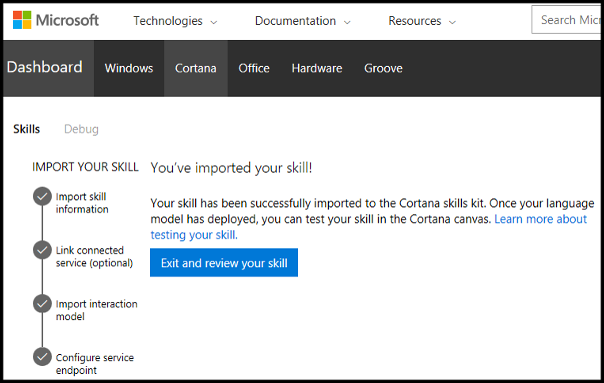 Microsoft Technologies Documentation Resources Search Mic
Dashboard Windows Cortana Office Hardware Groove
Skills Debug
IMPORT YOUR SKILL
Import skill
information
Link connected
service (optional)
Import interaction
model
Configure service
endpoint
You've imported your skill!
Your skill has been successfully imported to the Cortana skills kit. Once your language
model has deployed, you can test your skill in the Cortana canvas. Learn more about
testing your skill.
Exit and review your skill